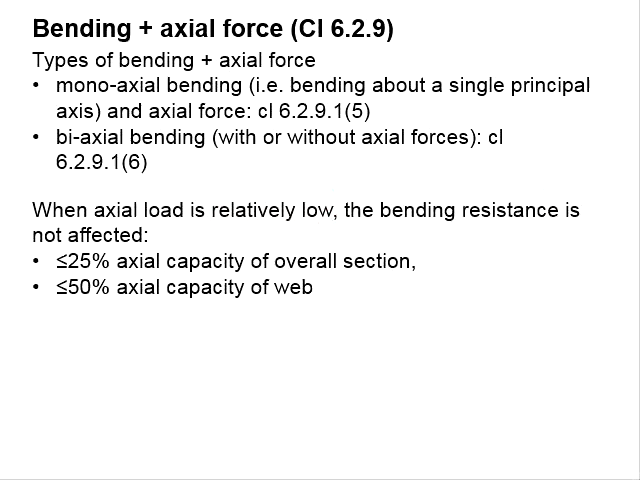 Bending + axial force (Cl 6.2.9)
Types of bending + axial force
• mono-axial bending (i.e. bending about a single principal
axis) and axial force: cl 6.2.9.1(5)
• bi-axial bending (with or without axial forces): cl
6.2.9.1(6)
When axial load is relatively low, the bending resistance is
not affected:
• ≤25% axial capacity of overall section,
• ≤50% axial capacity of web